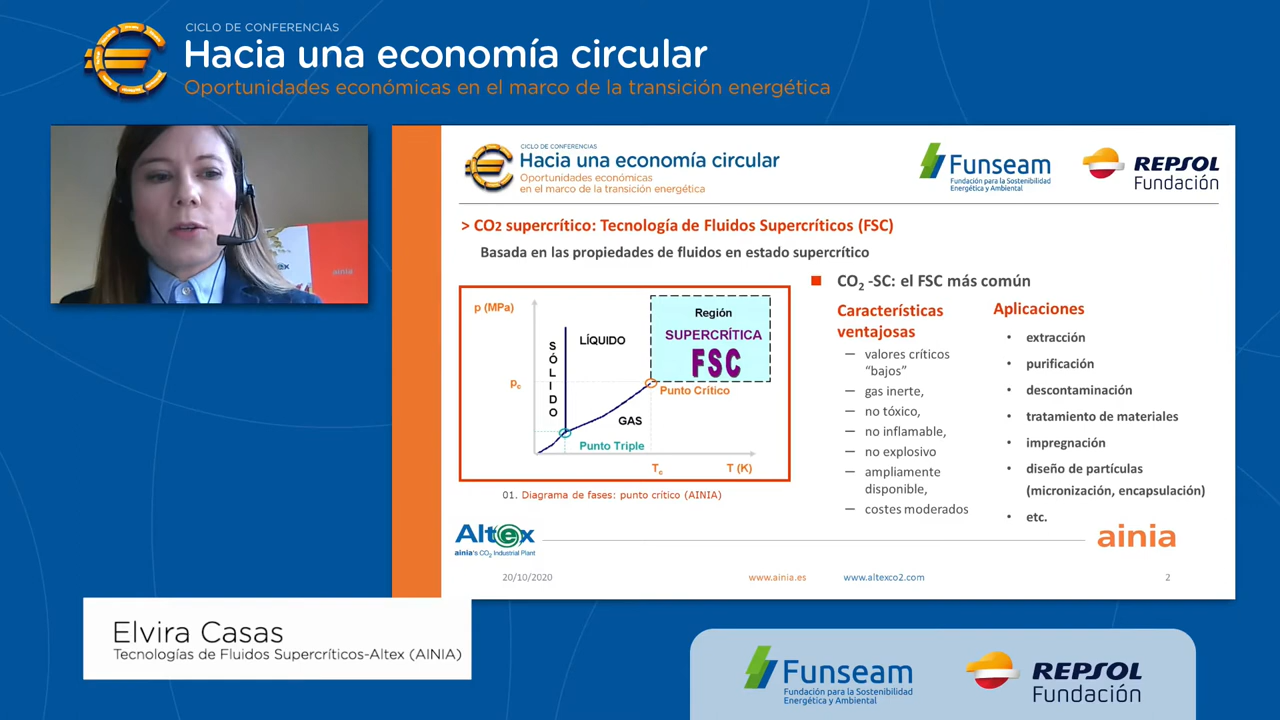 CICLO DE CONFERENCIAS
Hacia una economía circular
Oportunidades económicas en el marco de la transición energética
CICLO DE CONFERENCIAS
Hacia una economía circular
Oportunidades económicas
en el marco de la transición energética
Funseam
Fundación para la Sostenibilidad
Energética y Ambiental
REPSOL
Fundación
> CO2 supercrítico: Tecnología de Fluidos Supercríticos (FSC)
Basada en las propiedades de fluidos en estado supercrítico
p (MPa)
SÓLIDO
LÍQUIDO
Región
SUPERCRÍTICA
FSC
pc
Punto Crítico
GAS
Punto Triple
Tc
T (K)
01. Diagrama de fases: punto crítico (AINIA)
CO2 -SC: el FSC más común
Características
ventajosas
– valores críticos
“bajos”
– gas inerte,
– no tóxico,
– no inflamable,
– no explosivo
– ampliamente
disponible,
– costes moderados
Aplicaciones
• extracción
• purificación
• descontaminación
• tratamiento de materiales
• impregnación
• diseño de partículas
(micronización, encapsulación)
• etc.
Altex
ainia's CO2 Industrial Plant
ainia
20/10/2020
www.ainia.es
www.altexco2.com
2
ainia
Elvira Casas
Tecnologías de Fluidos Supercríticos-Altex (AINIA)
Funseam
Fundación para la Sostenibilidad
Energética y Ambiental
REPSOL
Fundación